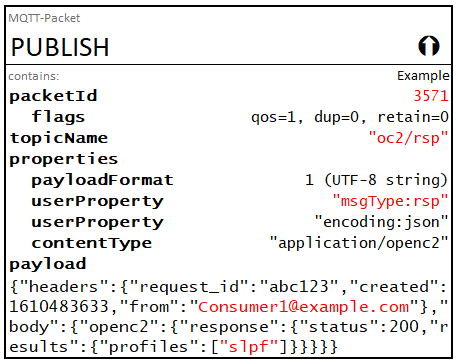 MQTT-Packet
PUBLISH
contains: Example
packetId 3571
flags qos=1, dup=0, retain=0
topicName "oc2/rsp"
properties
payloadFormat 1 (UTF-8 string)
userProperty "msgType:rsp"
userProperty "encoding:json"
contentType "application/openc2"
payload
{"headers":{"request_id":"abc123","created":
1610483633,"from":"Consumer1@example.com"},"
body":{"openc2":{"response":{"status":200,"r
esults":{"profiles":["slpf"]}}}}}